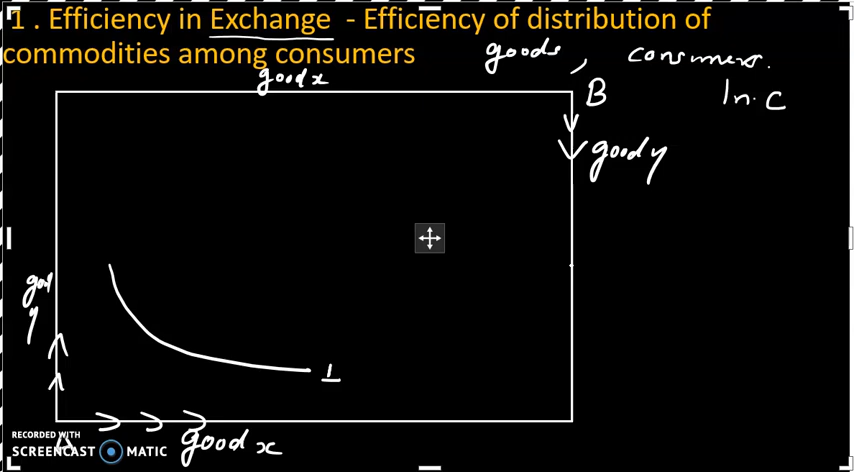 1 . Efficiency in Exchange - Efficiency of distribution of
commodities among consumers
goods, consumers.
good x
B
In.C
good y
good
y
1
A
good x
RECORDED WITH
SCREENCAST MATIC